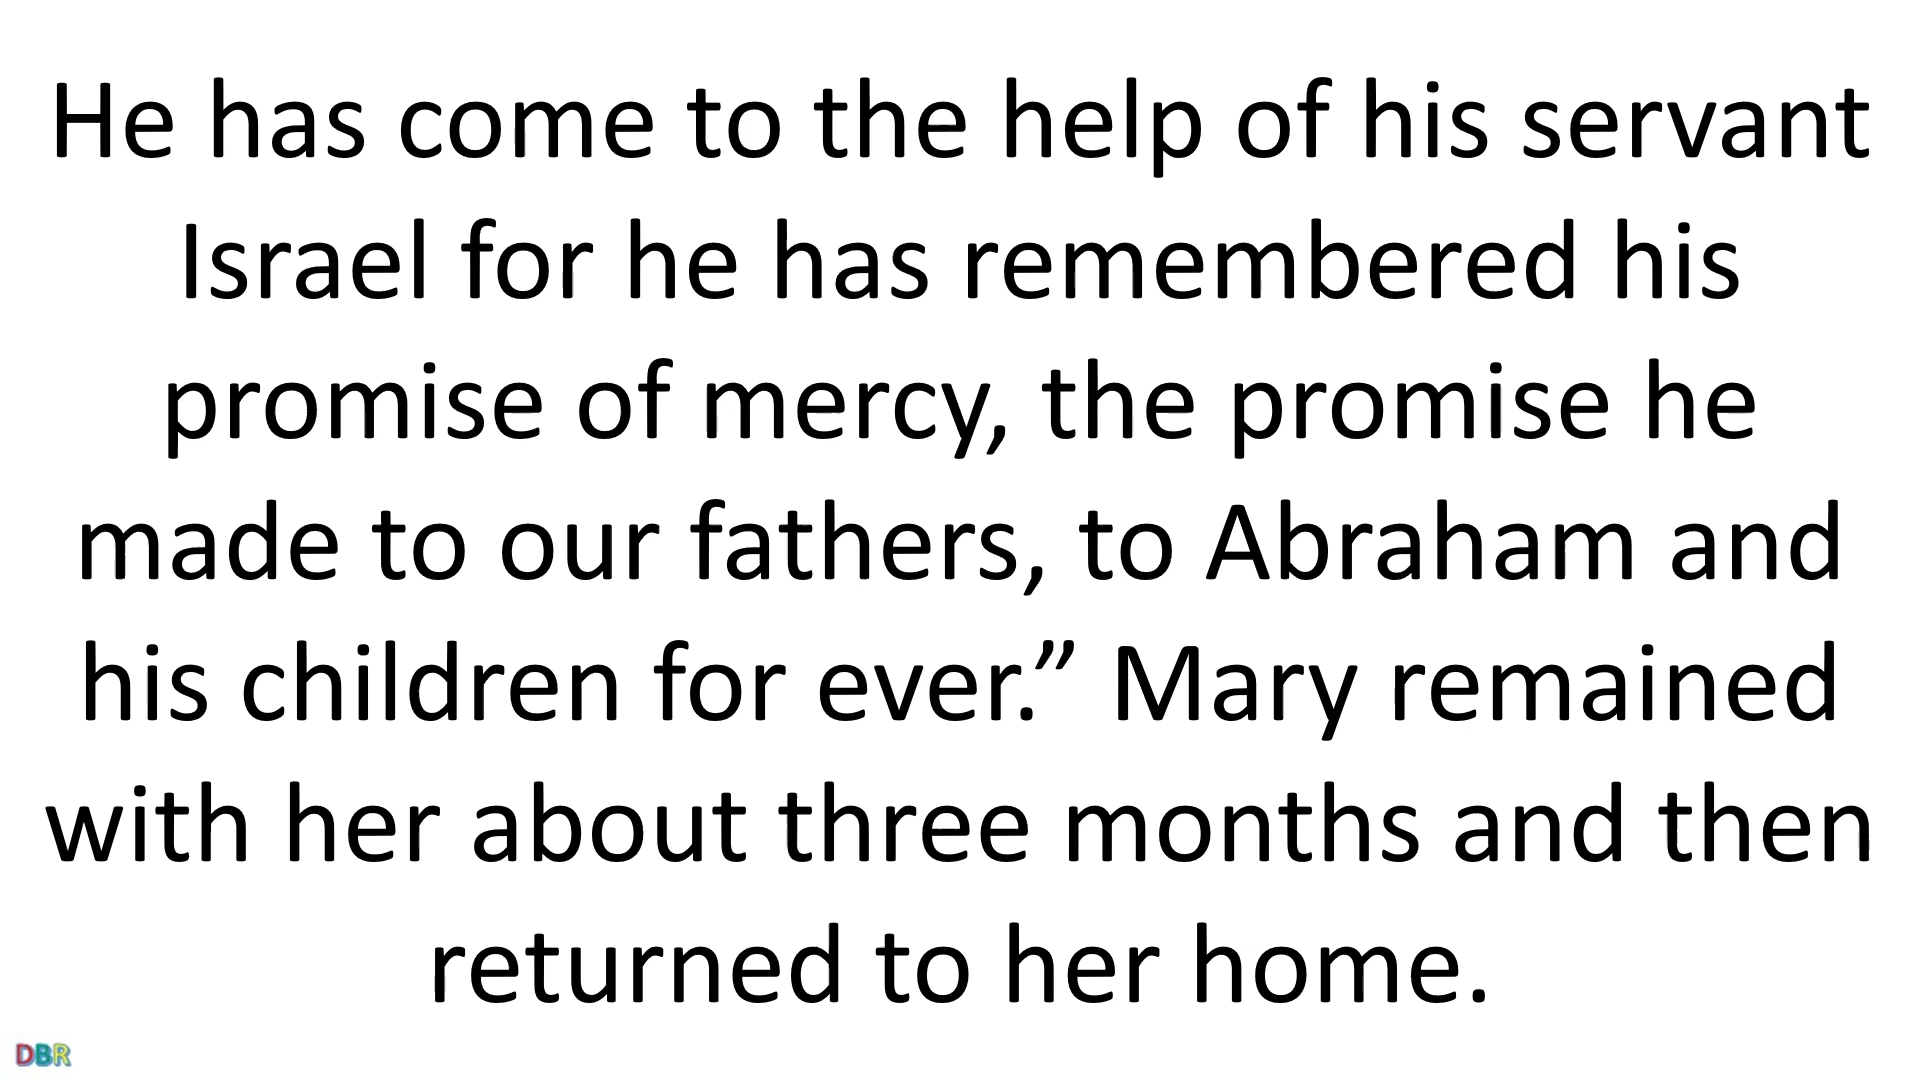 He has come to the help of his servant
Israel for he has remembered his
promise of mercy, the promise he
made to our fathers, to Abraham and
his children for ever.” Mary remained
with her about three months and then
returned to her home.
DBR